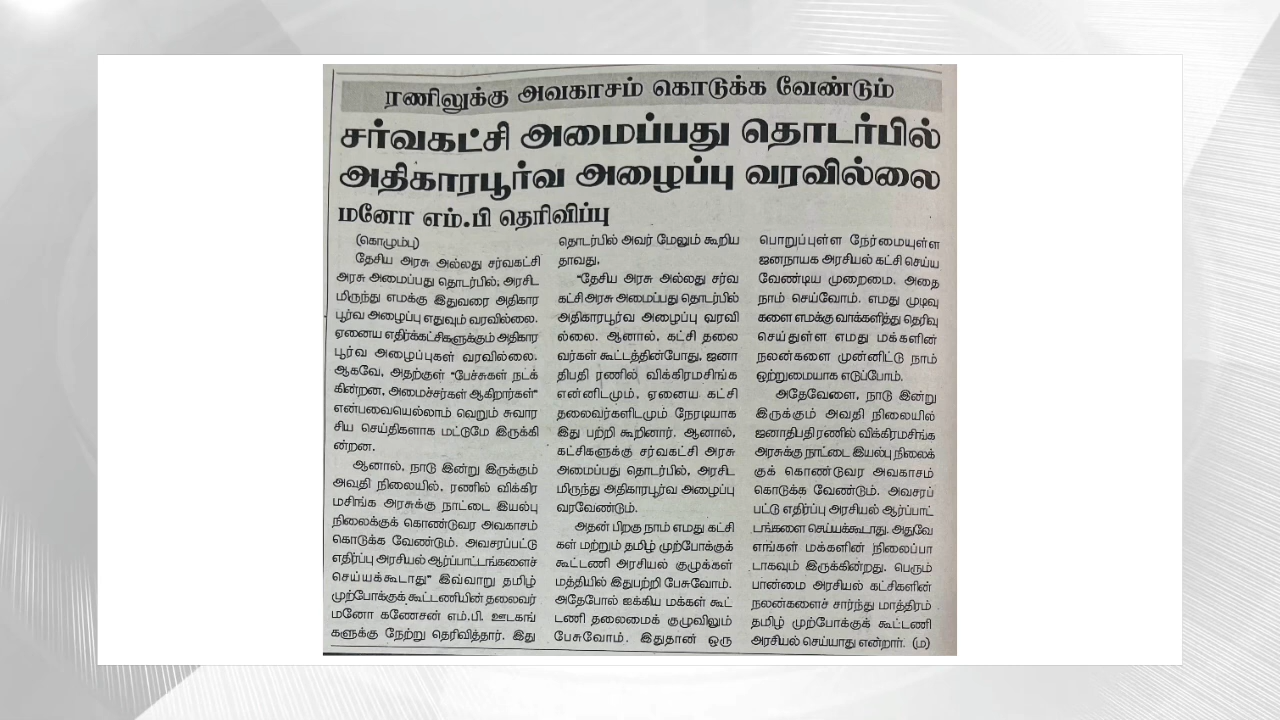 ரணிலுக்கு அவகாசம் கொடுக்க வேண்டும்
சர்வகட்சி அமைப்பது தொடர்பில்
அதிகாரபூர்வ அழைப்பு வரவில்லை
மனோ எம்.பி தெரிவிப்பு
(கொழும்பு)
தேசிய அரசு அல்லது சர்வகட்சி
அரசு அமைப்பது தொடர்பில், அரசிட
மிருந்து எமக்கு இதுவரை அதிகார
பூர்வ அழைப்பு எதுவும் வரவில்லை.
ஏனைய எதிர்க்கட்சிகளுக்கும் அதிகார
பூர்வ அழைப்புகள் வரவில்லை.
ஆகவே, அதற்குள் "பேச்சுகள் நடக்
கின்றன, அமைச்சர்கள் ஆகிறார்கள்"
என்பவையெல்லாம் வெறும் சுவார
சிய செய்திகளாக மட்டுமே இருக்கி
ன்றன.
ஆனால், நாடு இன்று இருக்கும்
அவதி நிலையில், ரணில் விக்கிர
மசிங்க அரசுக்கு நாட்டை இயல்பு
நிலைக்குக் கொண்டுவர அவகாசம்
கொடுக்க வேண்டும். அவசரப்பட்டு
எதிர்ப்பு அரசியல் ஆர்ப்பாட்டங்களைச்
செய்யக்கூடாது" இவ்வாறு தமிழ்
முற்போக்குக் கூட்டணியின் தலைவர்
மனோ கணேசன் எம்.பி. ஊடகங்
களுக்கு நேற்று தெரிவித்தார். இது
தொடர்பில் அவர் மேலும் கூறிய
தாவது,
"தேசிய அரசு அல்லது சர்வ
கட்சி அரசு அமைப்பது தொடர்பில்
அதிகாரபூர்வ அழைப்பு வரவி
ல்லை. ஆனால், கட்சி தலை
வர்கள் கூட்டத்தின்போது, ஜனா
திபதி ரணில் விக்கிரமசிங்க
என்னிடமும், ஏனைய கட்சி
தலைவர்களிடமும் நேரடியாக
இது பற்றி கூறினார். ஆனால்,
கட்சிகளுக்கு சர்வகட்சி அரசு
அமைப்பது தொடர்பில், அரசிட
மிருந்து அதிகாரபூர்வ அழைப்பு
வரவேண்டும்.
அதன் பிறகு நாம் எமது கட்சி
கள் மற்றும் தமிழ் முற்போக்குக்
கூட்டணி அரசியல் குழுக்கள்
மத்தியில் இதுபற்றி பேசுவோம்.
அதேபோல் ஐக்கிய மக்கள் கூட்
டணி தலைமைக் குழுவிலும்
பேசுவோம். இதுதான் ஒரு
பொறுப்புள்ள நேர்மையுள்ள
ஜனநாயக அரசியல் கட்சி செய்ய
வேண்டிய முறைமை. அதை
நாம் செய்வோம். எமது முடிவு
களை எமக்கு வாக்களித்து தெரிவு
செய்துள்ள எமது மக்களின்
நலன்களை முன்னிட்டு நாம்
ஒற்றுமையாக எடுப்போம்.
அதேவேளை, நாடு இன்று
இருக்கும் அவதி நிலையில்
ஜனாதிபதி ரணில் விக்கிரமசிங்க
அரசுக்கு நாட்டை இயல்பு நிலைக்
குக் கொண்டுவர அவகாசம்
கொடுக்க வேண்டும். அவசரப்
பட்டு எதிர்ப்பு அரசியல் ஆர்ப்பாட்
டங்களை செய்யக்கூடாது. அதுவே
எங்கள் மக்களின் நிலைப்பா
டாகவும் இருக்கின்றது. பெரும்
பான்மை அரசியல் கட்சிகளின்
நலன்களைச் சார்ந்து மாத்திரம்
தமிழ் முற்போக்குக் கூட்டணி
அரசியல் செய்யாது என்றார். (ம)